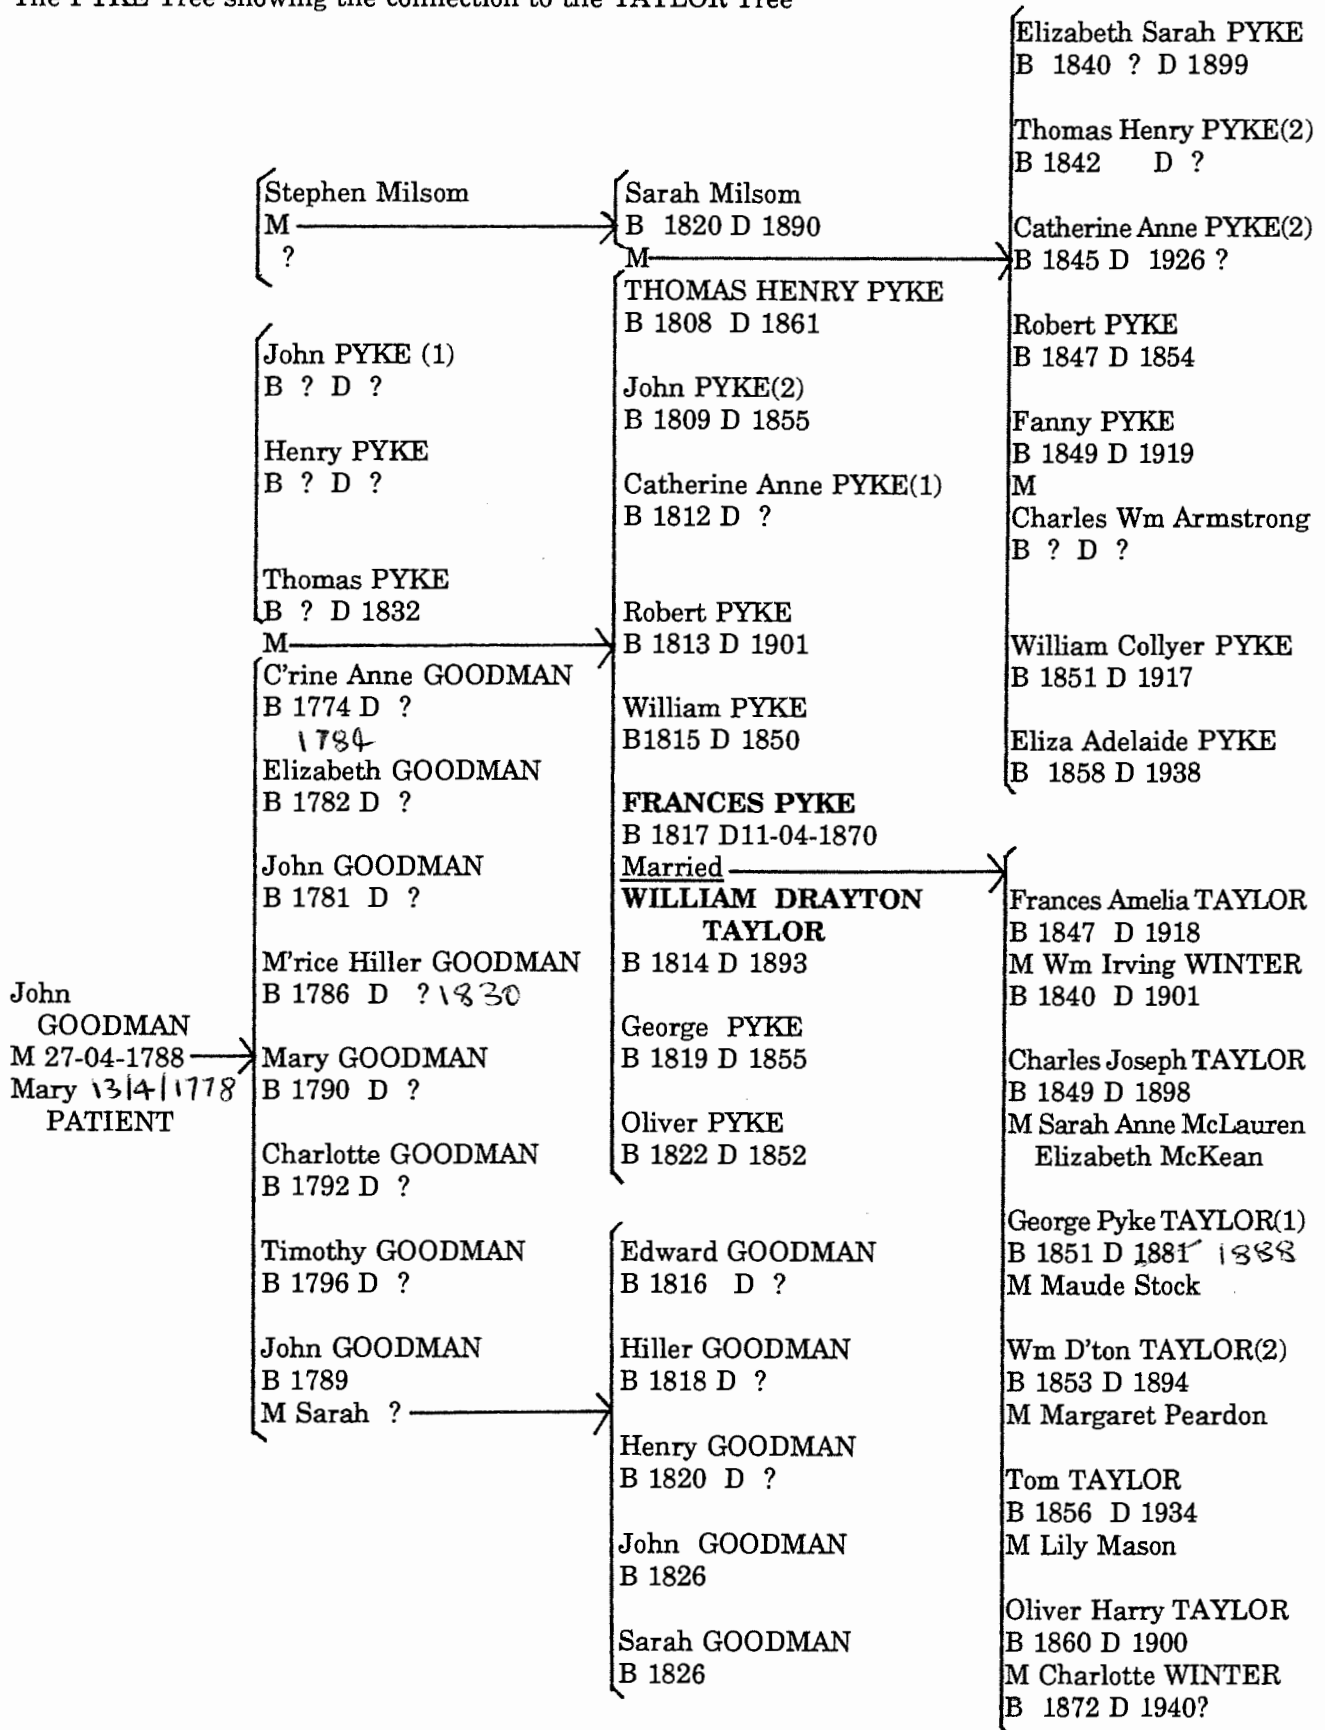 The PYKE Tree showing the connection to the TAYLOR Tree
John
GOODMAN
M 27-04-1788
Mary 13/4/1778
PATIENT
Stephen Milsom
M
?
John PYKE (1)
B ? D ?
Henry PYKE
B ? D ?
Thomas PYKE
B ? D 1832
M
C'rine Anne GOODMAN
B 1774 D ?
1784
Elizabeth GOODMAN
B 1782 D ?
John GOODMAN
B 1781 D ?
M'rice Hiller GOODMAN
B 1786 D ? 1830
Mary GOODMAN
B 1790 D ?
Charlotte GOODMAN
B 1792 D ?
Timothy GOODMAN
B 1796 D ?
John GOODMAN
B 1789
M Sarah ?
Sarah Milsom
B 1820 D 1890
M
THOMAS HENRY PYKE
B 1808 D 1861
John PYKE(2)
B 1809 D 1855
Catherine Anne PYKE(1)
B 1812 D ?
Robert PYKE
B 1813 D 1901
William PYKE
B1815 D 1850
FRANCES PYKE
B 1817 D11-04-1870
Married
WILLIAM DRAYTON
TAYLOR
B 1814 D 1893
George PYKE
B 1819 D 1855
Oliver PYKE
B 1822 D 1852
Edward GOODMAN
B 1816 D ?
Hiller GOODMAN
B 1818 D ?
Henry GOODMAN
B 1820 D ?
John GOODMAN
B 1826
Sarah GOODMAN
B 1826
Elizabeth Sarah PYKE
B 1840 ? D 1899
Thomas Henry PYKE(2)
B 1842 D ?
Catherine Anne PYKE(2)
B 1845 D 1926 ?
Robert PYKE
B 1847 D 1854
Fanny PYKE
B 1849 D 1919
M
Charles Wm Armstrong
B ? D ?
William Collyer PYKE
B 1851 D 1917
Eliza Adelaide PYKE
B 1858 D 1938
Frances Amelia TAYLOR
B 1847 D 1918
M Wm Irving WINTER
B 1840 D 1901
Charles Joseph TAYLOR
B 1849 D 1898
M Sarah Anne McLauren
Elizabeth McKean
George Pyke TAYLOR(1)
B 1851 D 1881 1888
M Maude Stock
Wm D'ton TAYLOR(2)
B 1853 D 1894
M Margaret Peardon
Tom TAYLOR
B 1856 D 1934
M Lily Mason
Oliver Harry TAYLOR
B 1860 D 1900
M Charlotte WINTER
B 1872 D 1940?